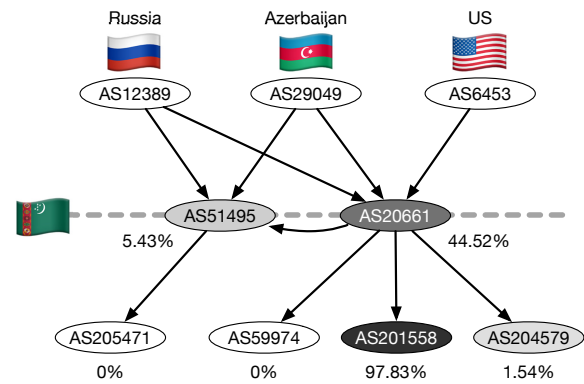 Russia Azerbaijan US
AS12389 AS29049 AS6453
AS51495 AS20661
5.43% 44.52%
AS205471 AS59974 AS201558 AS204579
0% 0% 97.83% 1.54%